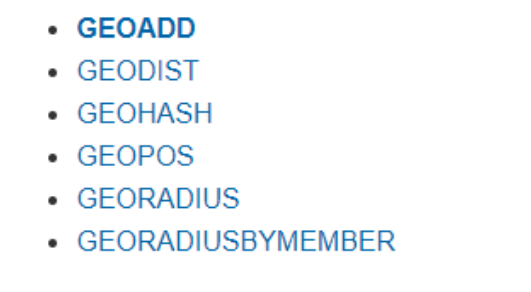 • GEOADD
• GEODIST
• GEOHASH
• GEOPOS
• GEORADIUS
• GEORADIUSBYMEMBER